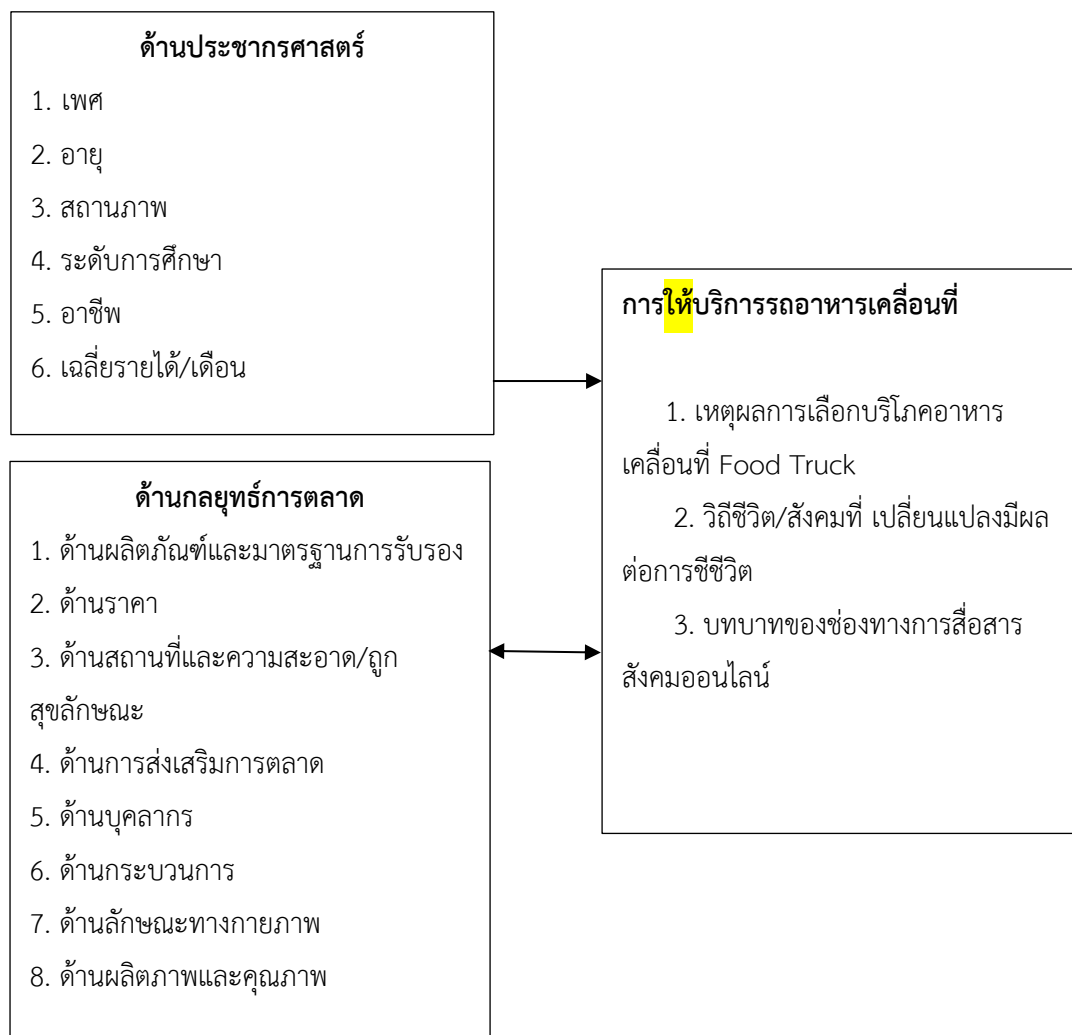 ด้านประชากรศาสตร์
1. เพศ
2. อายุ
3. สถานภาพ
4. ระดับการศึกษา
5. อาชีพ
6. เฉลี่ยรายได้/เดือน
ด้านกลยุทธ์การตลาด
1. ด้านผลิตภัณฑ์และมาตรฐานการรับรอง
2. ด้านราคา
3. ด้านสถานที่และความสะอาด/ถูก
สุขลักษณะ
4. ด้านการส่งเสริมการตลาด
5. ด้านบุคลากร
6. ด้านกระบวนการ
7. ด้านลักษณะทางกายภาพ
8. ด้านผลิตภาพและคุณภาพ
การให้บริการรถอาหารเคลื่อนที่
1. เหตุผลการเลือกบริโภคอาหาร
เคลื่อนที่ Food Truck
2. วิถีชีวิต/สังคมที่ เปลี่ยนแปลงมีผล
ต่อการชีชีวิต
3. บทบาทของช่องทางการสื่อสาร
สังคมออนไลน์